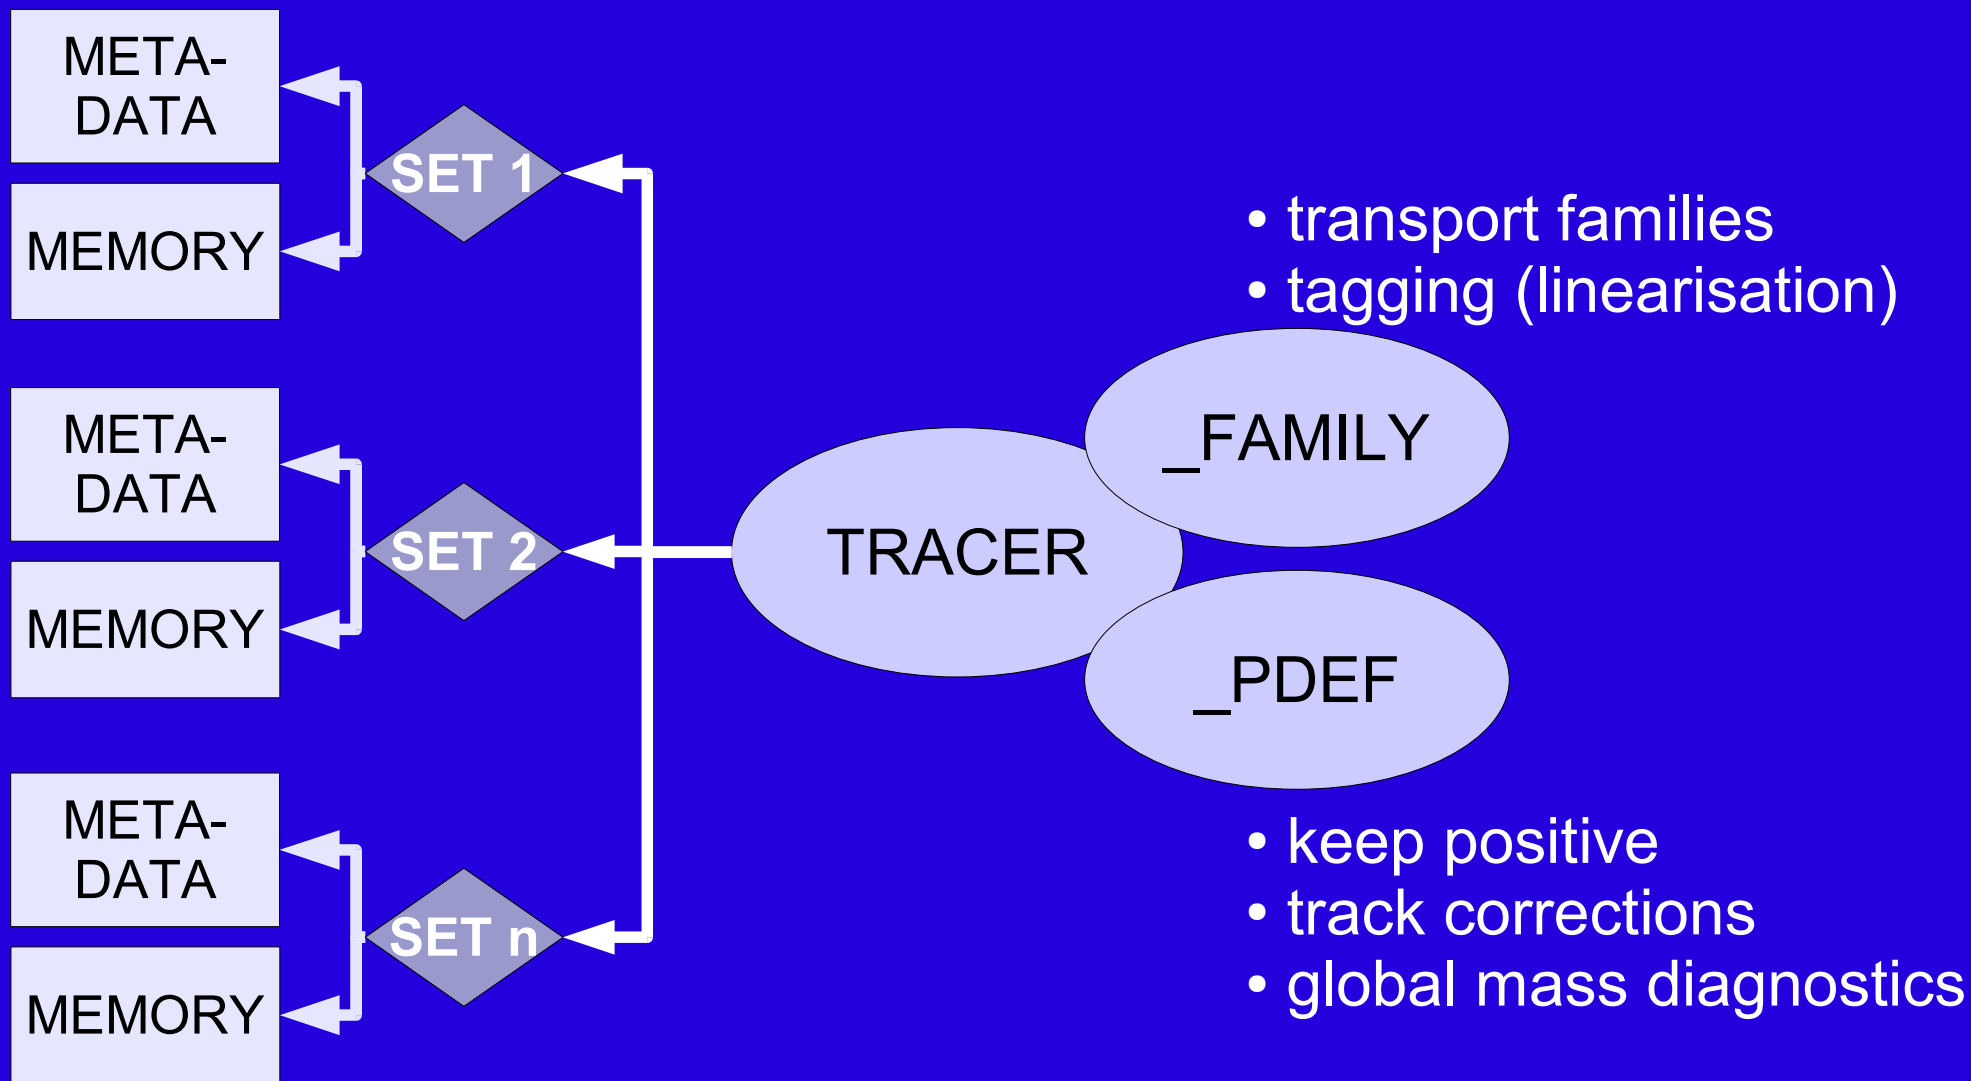 META-
DATA
SET 1
MEMORY
META-
DATA
SET 2
MEMORY
META-
DATA
SET n
MEMORY
TRACER
• transport families
• tagging (linearisation)
_FAMILY
_PDEF
• keep positive
• track corrections
• global mass diagnostics